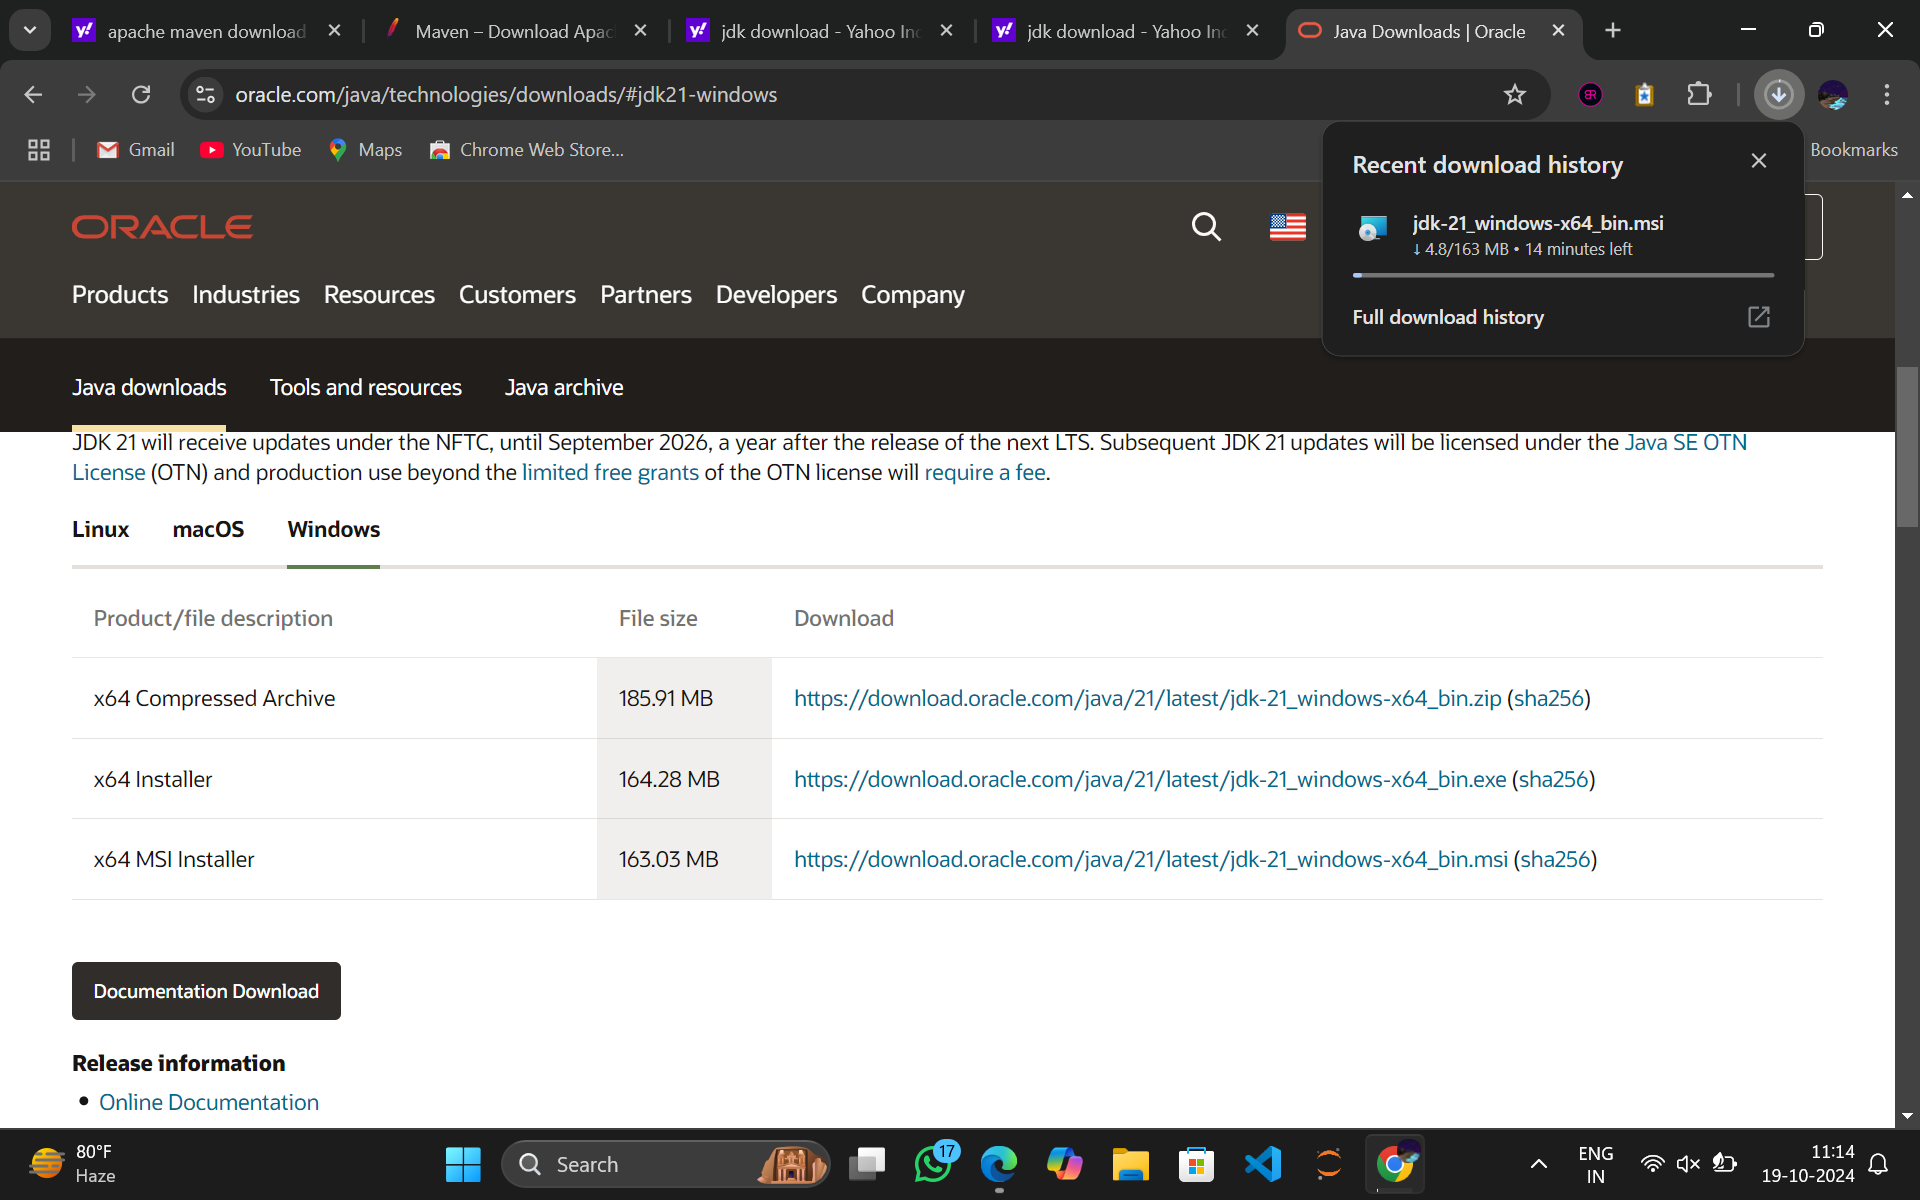 apache maven download
Maven – Download Apac
jdk download - Yahoo Inc
jdk download - Yahoo Inc
Java Downloads | Oracle
oracle.com/java/technologies/downloads/#jdk21-windows
Gmail
YouTube
Maps
Chrome Web Store...
Bookmarks
Recent download history
jdk-21_windows-x64_bin.msi
↓ 4.8/163 MB • 14 minutes left
Full download history
ORACLE
Products Industries Resources Customers Partners Developers Company
Java downloads Tools and resources Java archive
JDK 21 will receive updates under the NFTC, until September 2026, a year after the release of the next LTS. Subsequent JDK 21 updates will be licensed under the Java SE OTN
License (OTN) and production use beyond the limited free grants of the OTN license will require a fee.
Linux macOS Windows
Product/file description File size Download
x64 Compressed Archive 185.91 MB https://download.oracle.com/java/21/latest/jdk-21_windows-x64_bin.zip (sha256)
x64 Installer 164.28 MB https://download.oracle.com/java/21/latest/jdk-21_windows-x64_bin.exe (sha256)
x64 MSI Installer 163.03 MB https://download.oracle.com/java/21/latest/jdk-21_windows-x64_bin.msi (sha256)
Documentation Download
Release information
• Online Documentation
80°F
Haze
Search
17
ENG
IN
11:14
19-10-2024